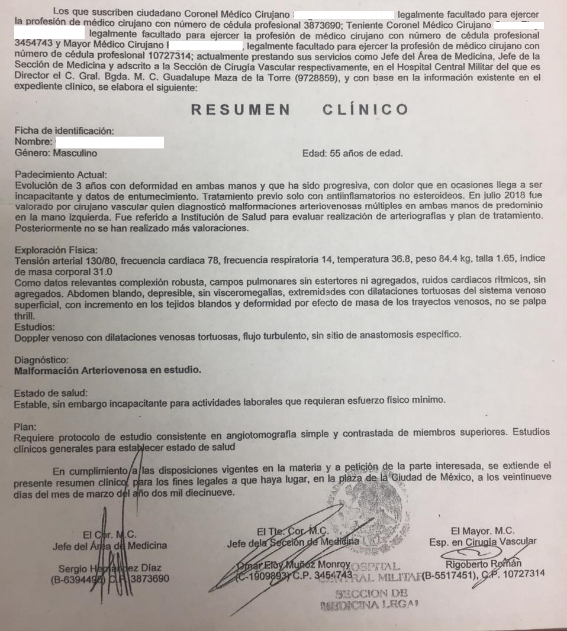 Los que suscriben ciudadano Coronel Médico Cirujano legalmente facultado para ejercer
la profesión de médico cirujano con número de cédula profesional 3873690; Teniente Coronel Médico Cirujano
legalmente facultado para ejercer la profesión de médico cirujano con número de cédula profesional
3454743 y Mayor Médico Cirujano , legalmente facultado para ejercer la profesión de médico cirujano con
número de cédula profesional 10727314; actualmente prestando sus servicios como Jefe del Área de Medicina, Jefe de la
Sección de Medicina y adscrito a la Sección de Cirugía Vascular respectivamente, en el Hospital Central Militar del que es
Director el C. Gral. Bgda. M. C. Guadalupe Maza de la Torre (9728859), y con base en la información existente en el
expediente clínico, se elabora el siguiente:
RESUMEN CLÍNICO
Ficha de identificación:
Nombre:
Género: Masculino Edad: 55 años de edad.
Padecimiento Actual:
Evolución de 3 años con deformidad en ambas manos y que ha sido progresiva, con dolor que en ocasiones llega a ser
incapacitante y datos de entumecimiento. Tratamiento previo solo con antiinflamatorios no esteroideos. En julio 2018 fue
valorado por cirujano vascular quien diagnosticó malformaciones arteriovenosas múltiples en ambas manos de predominio
en la mano izquierda. Fue referido a Institución de Salud para evaluar realización de arteriografías y plan de tratamiento.
Posteriormente no se han realizado más valoraciones.
Exploración Física:
Tensión arterial 130/80, frecuencia cardiaca 78, frecuencia respiratoria 14, temperatura 36.8, peso 84.4 kg, talla 1.65, índice
de masa corporal 31.0
Como datos relevantes complexión robusta, campos pulmonares sin estertores ni agregados, ruidos cardiacos rítmicos, sin
agregados. Abdomen blando, depresible, sin visceromegalias, extremidades con dilataciones tortuosas del sistema venoso
superficial, con incremento en los tejidos blandos y deformidad por efecto de masa de los trayectos venosos, no se palpa
thrill.
Estudios:
Doppler venoso con dilataciones venosas tortuosas, flujo turbulento, sin sitio de anastomosis especifico.
Diagnóstico:
Malformación Arteriovenosa en estudio.
Estado de salud:
Estable, sin embargo incapacitante para actividades laborales que requieran esfuerzo físico mínimo.
Plan:
Requiere protocolo de estudio consistente en angiotomografía simple y contrastada de miembros superiores. Estudios
clínicos generales para establecer estado de salud
En cumplimiento a las disposiciones vigentes en la materia y a petición de la parte interesada, se extiende el
presente resumen clínico, para los fines legales a que haya lugar, en la plaza de la Ciudad de México, a los veintinueve
días del mes de marzo del año dos mil diecinueve.
El Cor. M.C. El Tte. Cor. M.C. El Mayor. M.C.
Jefe del Área de Medicina Jefe de la Sección de Medicina Esp. en Cirugía Vascular
Sergio Hernández Díaz Omar Eloy Muñoz Monroy Rigoberto Román
(B-6394498) C.P. 3873690 (C-1909893) C.P. 3454743 (B-5517451), C.P. 10727314
HOSPITAL
CENTRAL MILITAR
SECCION DE
MEDICINA LEGAL